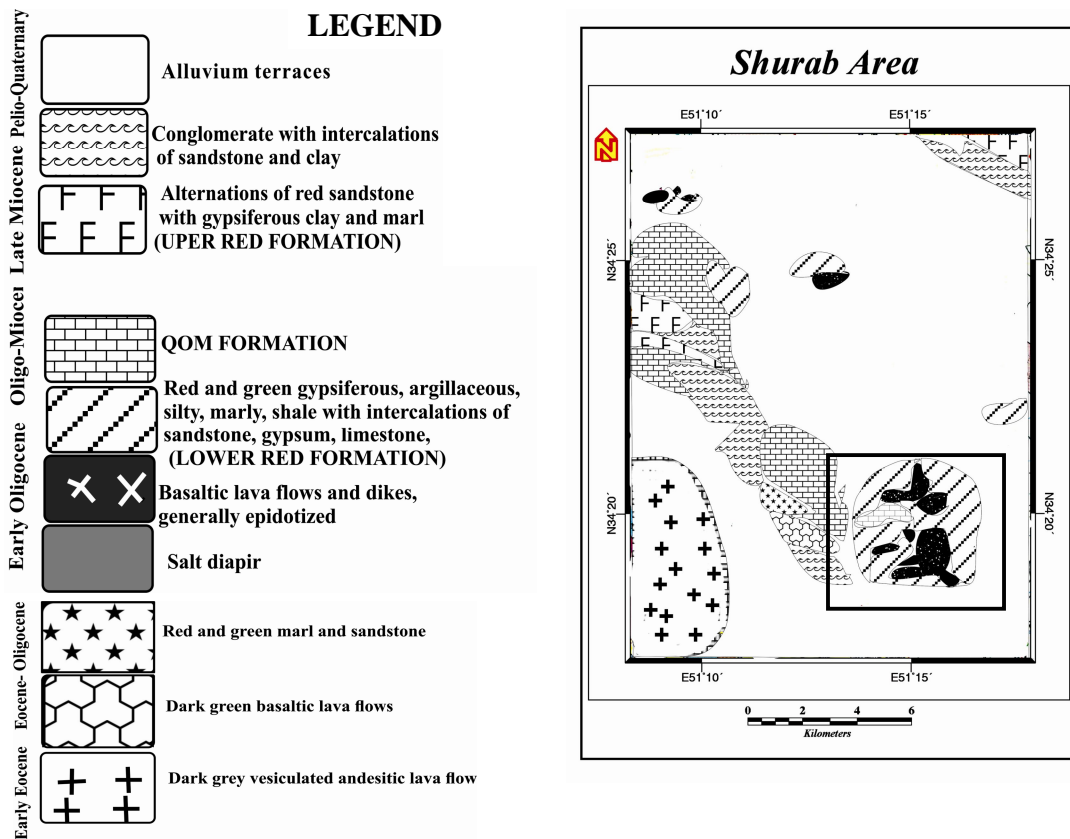 LEGEND
Pelio-Quaternary
Alluvium terraces
Conglomerate with intercalations
of sandstone and clay
Late Miocene
Alternations of red sandstone
with gypsiferous clay and marl
(UPER RED FORMATION)
F F F
F F F
Oligo-Miocei
QOM FORMATION
Early Oligocene
Red and green gypsiferous, argillaceous,
silty, marly, shale with intercalations of
sandstone, gypsum, limestone,
(LOWER RED FORMATION)
Basaltic lava flows and dikes,
generally epidotized
Salt diapir
Eocene- Oligocene
Red and green marl and sandstone
Dark green basaltic lava flows
Early Eocene
Dark grey vesiculated andesitic lava flow
Shurab Area
E51°10´
E51°15´
N
F F
F
N34°25´
N34°25´
F F
F F F
F F F
F
N34°20´
N34°20´
E51°10´
E51°15´
0 2 4 6
Kilometers